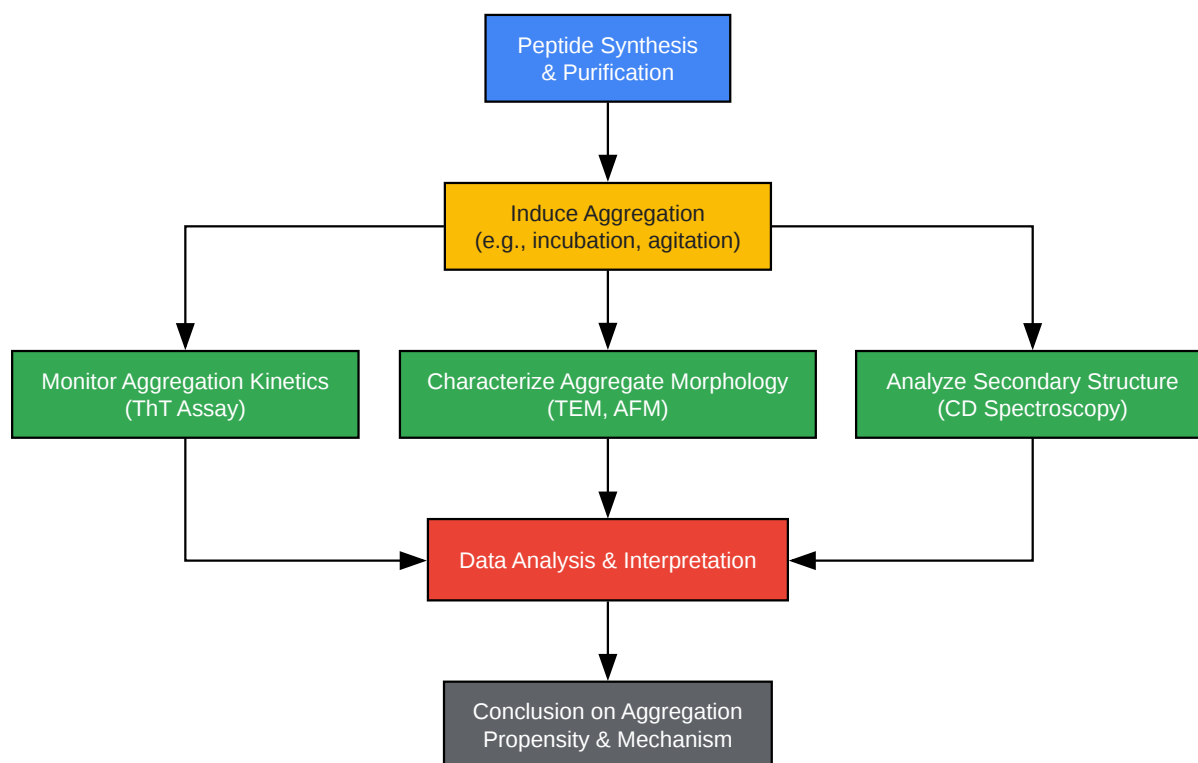 Peptide Synthesis
& Purification
Induce Aggregation
(e.g., incubation, agitation)
Monitor Aggregation Kinetics
(ThT Assay)
Characterize Aggregate Morphology
(TEM, AFM)
Analyze Secondary Structure
(CD Spectroscopy)
Data Analysis & Interpretation
Conclusion on Aggregation
Propensity & Mechanism